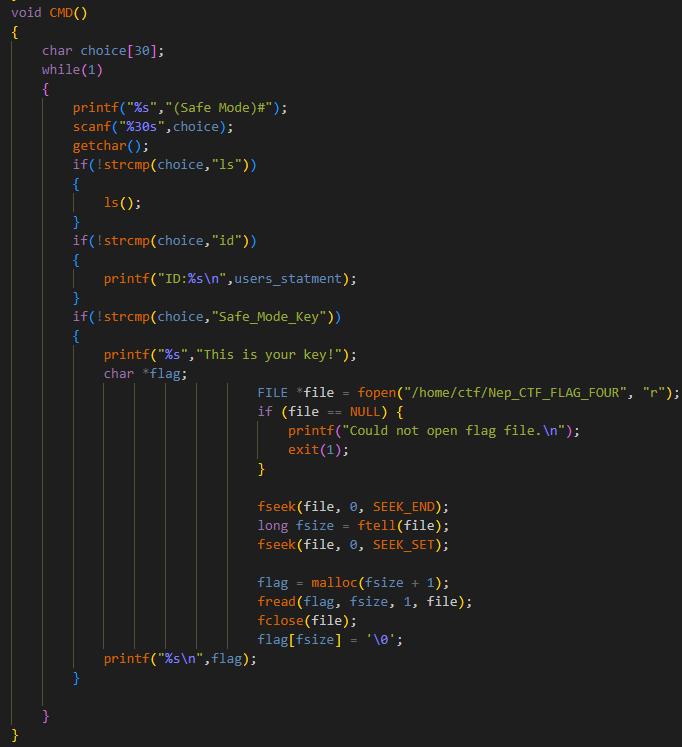 void CMD()
{
    char choice[30];
    while(1)
    {
        printf("%s","(Safe Mode)#");
        scanf("%30s",choice);
        getchar();
        if(!strcmp(choice,"ls"))
        {
            ls();
        }
        if(!strcmp(choice,"id"))
        {
            printf("ID:%s\n",users_statment);
        }
        if(!strcmp(choice,"Safe_Mode_Key"))
        {
            printf("%s","This is your key!");
            char *flag;
                                FILE *file = fopen("/home/ctf/Nep_CTF_FLAG_FOUR", "r");
                                if (file == NULL) {
                                    printf("Could not open flag file.\n");
                                    exit(1);
                                }

                                fseek(file, 0, SEEK_END);
                                long fsize = ftell(file);
                                fseek(file, 0, SEEK_SET);

                                flag = malloc(fsize + 1);
                                fread(flag, fsize, 1, file);
                                fclose(file);
                                flag[fsize] = '\0';
            printf("%s\n",flag);
        }

    }
}